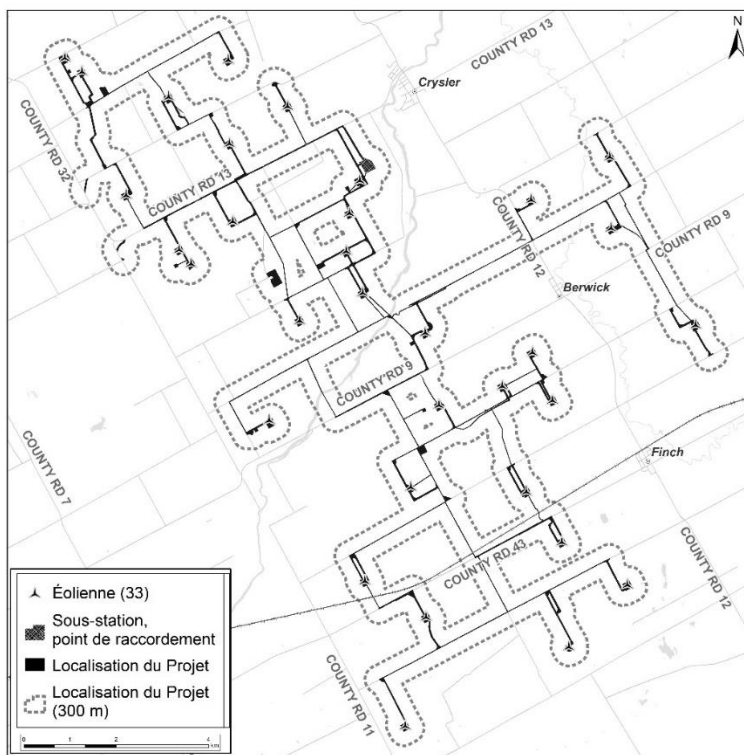 COUNTY RD 13
N
Crysler
COUNTY RD 32
COUNTY RD 13
COUNTY RD 12
COUNTY RD 9
Berwick
COUNTY RD 9
COUNTY RD 7
Finch
COUNTY RD 43
COUNTY RD 12
COUNTY RD 11
Éolienne (33)
Sous-station,
point de raccordement
Localisation du Projet
Localisation du Projet
(300 m)
0 1 2 4
km